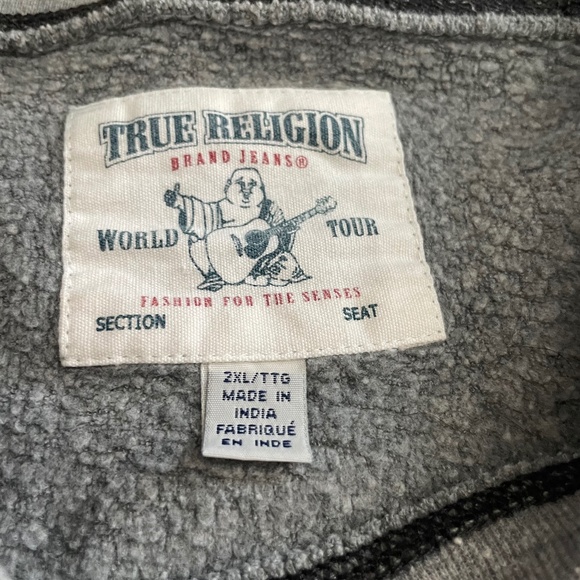 TRUE RELIGION
BRAND JEANS®
WORLD TOUR
FASHION FOR THE SENSES
SECTION SEAT
2XL/TTG
MADE IN
INDIA
FABRIQUÉ
EN INDE